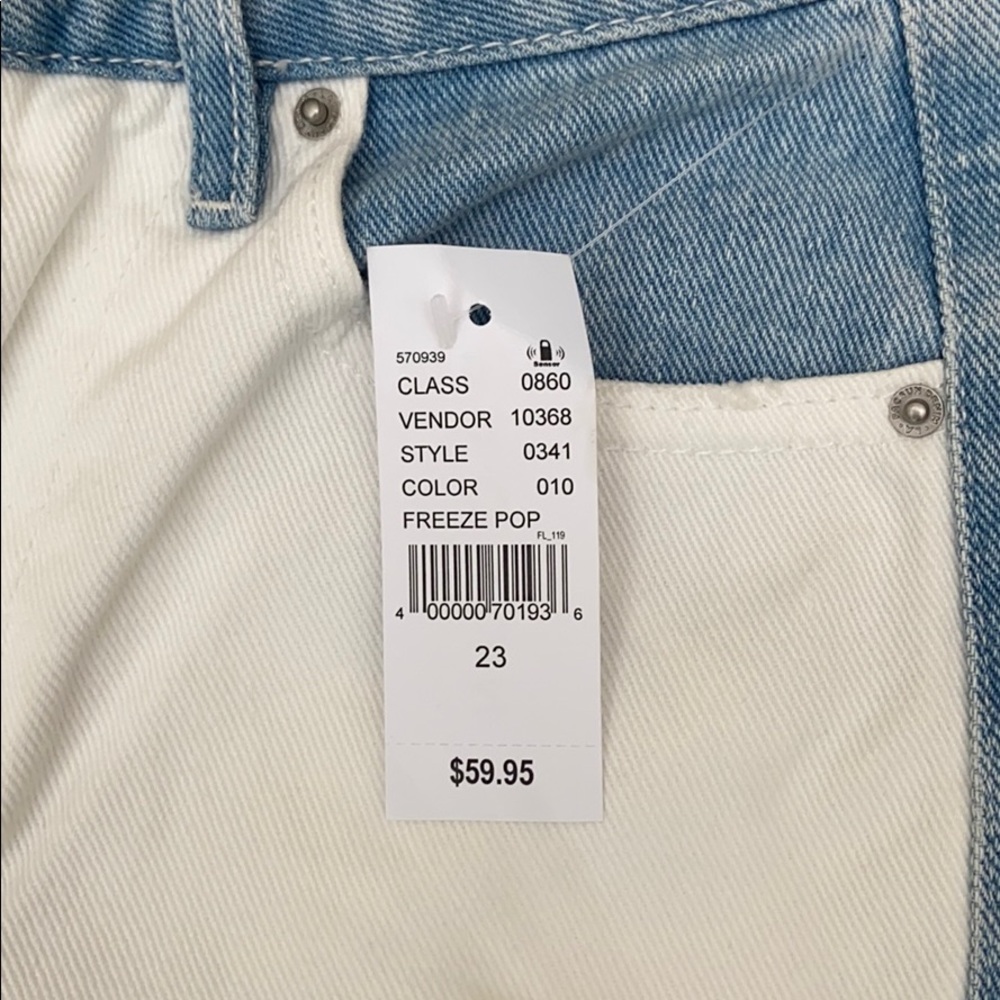 570939
Sensor
CLASS 0860
VENDOR 10368
STYLE 0341
COLOR 010
FREEZE POP
FL_119
4 00000 70193 6
23
$59.95